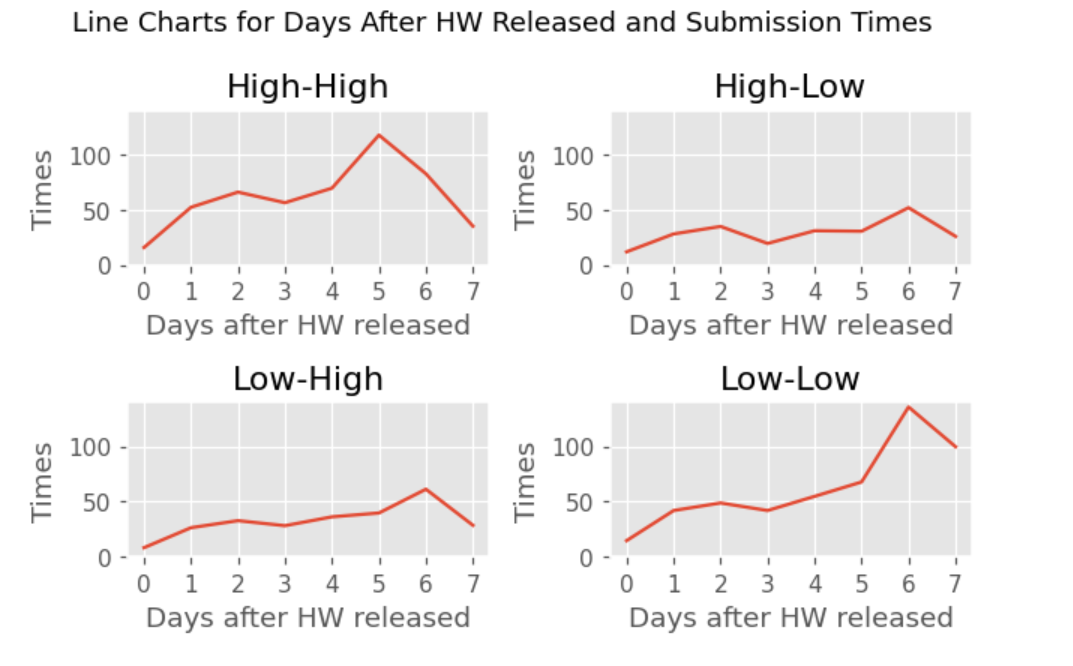 Line Charts for Days After HW Released and Submission Times
High-High
High-Low
Times
100
50
0
0 1 2 3 4 5 6 7
Days after HW released
Times
100
50
0
0 1 2 3 4 5 6 7
Days after HW released
Low-High
Low-Low
Times
100
50
0
0 1 2 3 4 5 6 7
Days after HW released
Times
100
50
0
0 1 2 3 4 5 6 7
Days after HW released